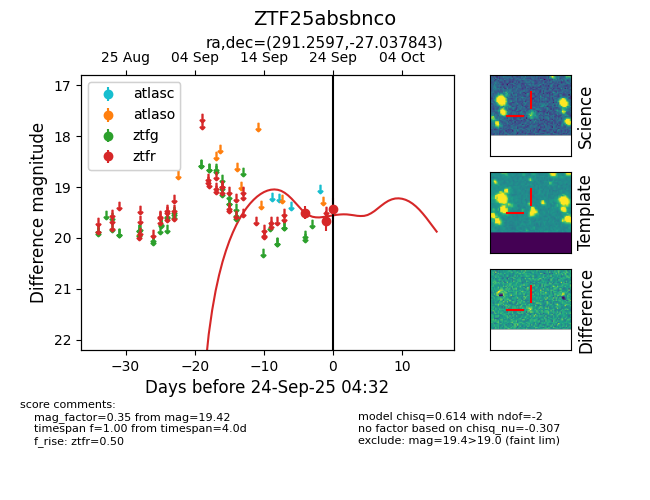 ZTF25absbnco
ra,dec=(291.2597,-27.037843)
25 Aug 04 Sep 14 Sep 24 Sep 04 Oct
17
18
19
20
21
22
Difference magnitude
atlasc
atlaso
ztfg
ztfr
−30 −20 −10 0 10
Days before 24-Sep-25 04:32
Science
Template
Difference
score comments:
mag_factor=0.35 from mag=19.42
timespan f=1.00 from timespan=4.0d
f_rise: ztfr=0.50
model chisq=0.614 with ndof=-2
no factor based on chisq_nu=-0.307
exclude: mag=19.4>19.0 (faint lim)